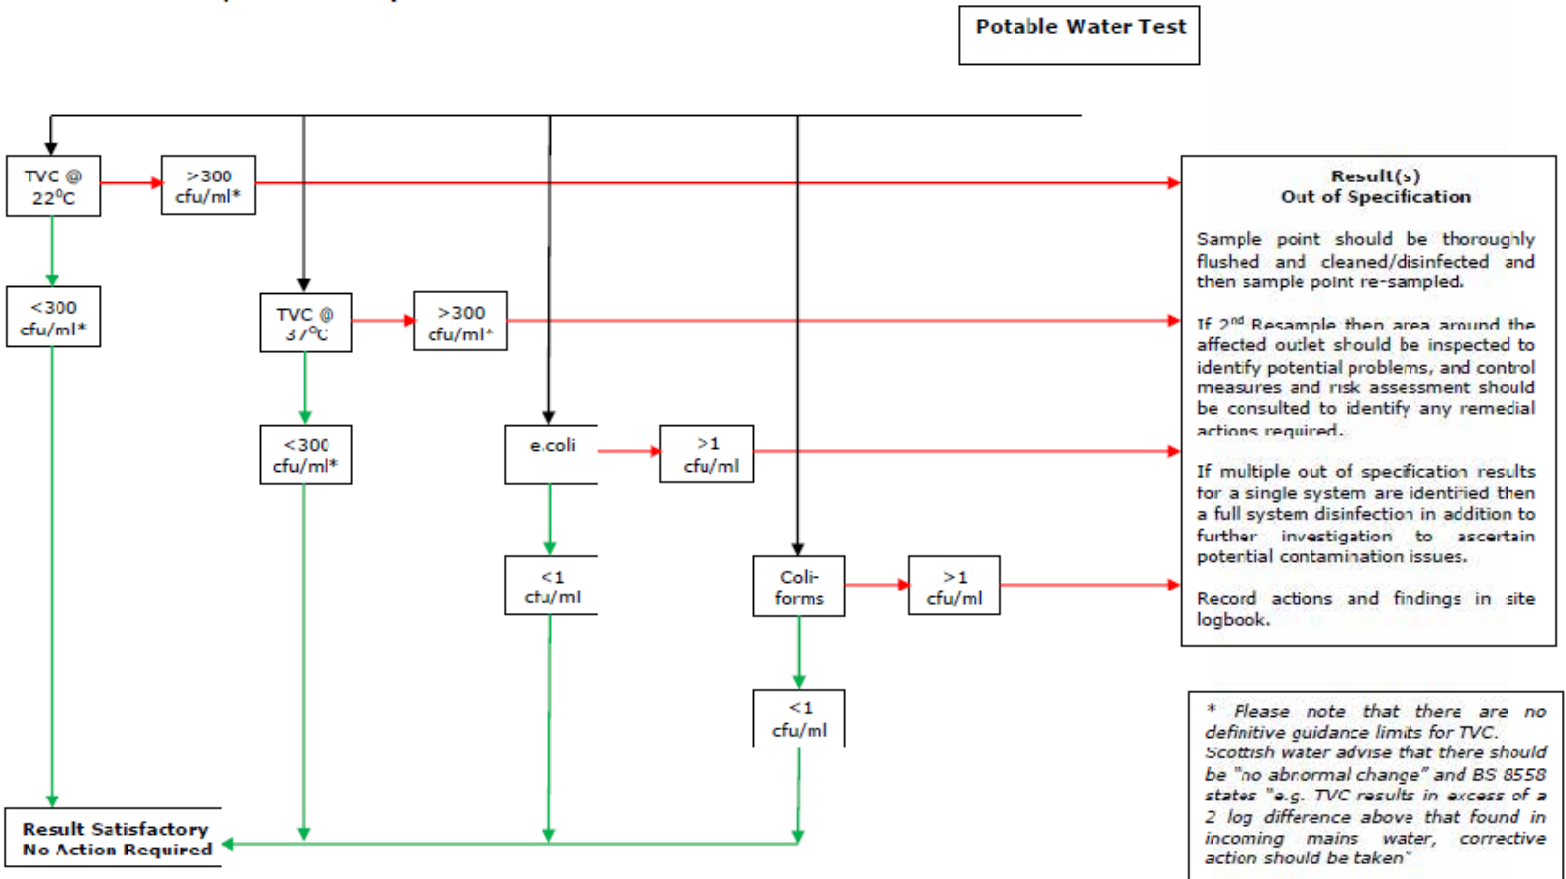 Potable Water Test
TVC @
22⁰C
>300
cfu/ml*
<300
cfu/ml*
TVC @
37⁰C
>300
cfu/ml*
<300
cfu/ml*
e.coli
>1
cfu/ml
<1
cfu/ml
Coli-
forms
>1
cfu/ml
<1
cfu/ml
Result Satisfactory
No Action Required
Result(s)
Out of Specification
Sample point should be thoroughly
flushed and cleaned/disinfected and
then sample point re-sampled.
If 2nd Resample then area around the
affected outlet should be inspected to
identify potential problems, and control
measures and risk assessment should
be consulted to identify any remedial
actions required.
If multiple out of specification results
for a single system are identified then
a full system disinfection in addition to
further investigation to ascertain
potential contamination issues.
Record actions and findings in site
logbook.
* Please note that there are no
definitive guidance limits for TVC.
Scottish water advise that there should
be "no abnormal change" and BS 8558
states "e.g. TVC results in excess of a
2 log difference above that found in
incoming mains water, corrective
action should be taken"